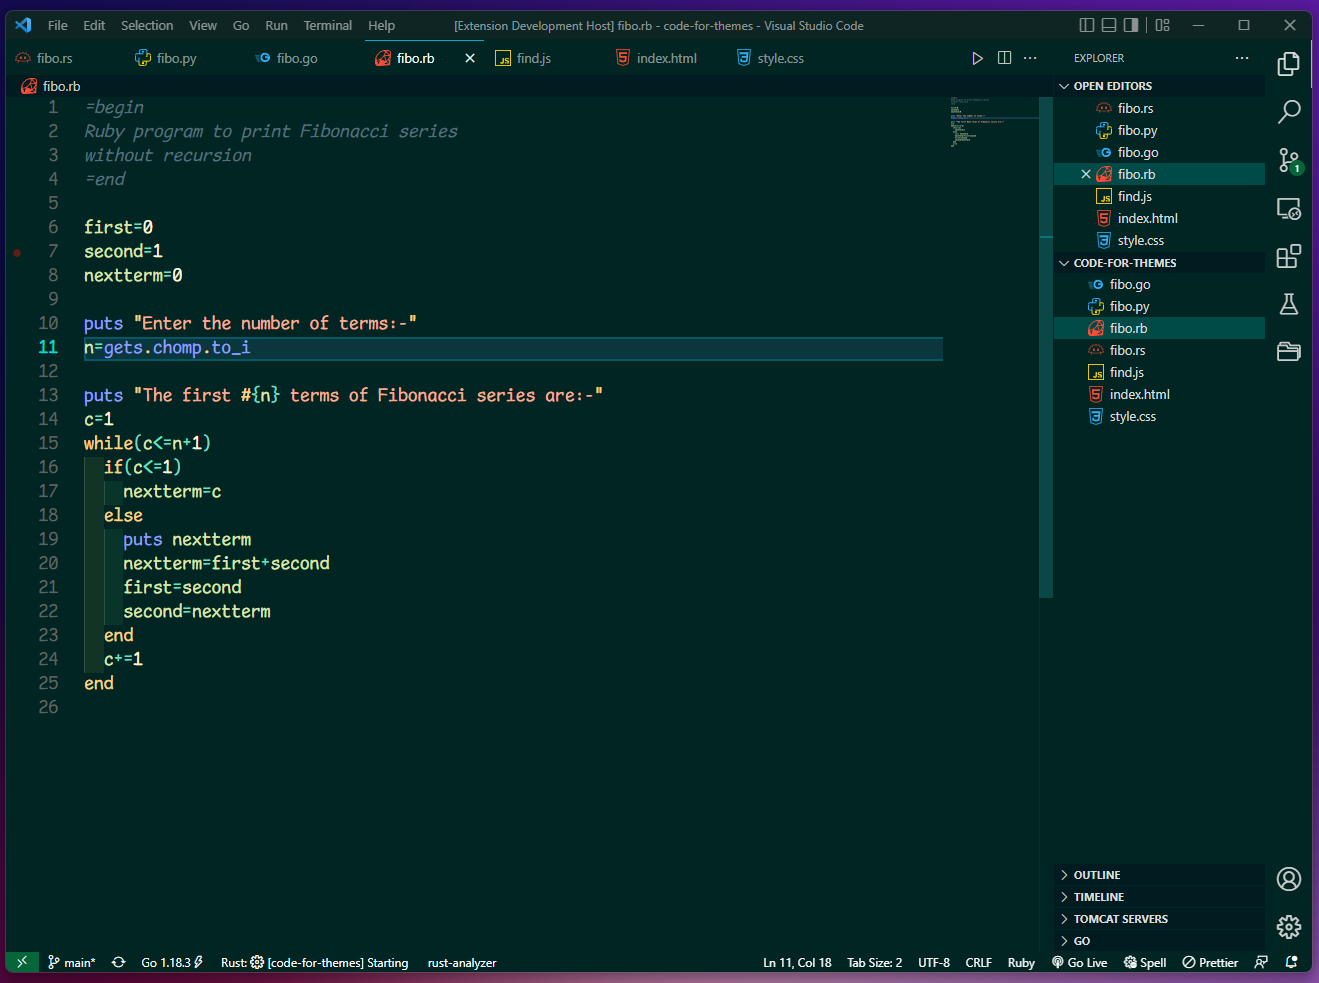 File Edit Selection View Go Run Terminal Help [Extension Development Host] fibo.rb - code-for-themes - Visual Studio Code
fibo.rs fibo.py fibo.go fibo.rb find.js index.html style.css
fibo.rb
1 =begin
2 Ruby program to print Fibonacci series
3 without recursion
4 =end
5
6 first=0
7 second=1
8 nextterm=0
9
10 puts "Enter the number of terms:-"
11 n=gets.chomp.to_i
12
13 puts "The first #{n} terms of Fibonacci series are:-"
14 c=1
15 while(c<=n+1)
16 if(c<=1)
17 nextterm=c
18 else
19 puts nextterm
20 nextterm=first+second
21 first=second
22 second=nextterm
23 end
24 c+=1
25 end
26
EXPLORER
OPEN EDITORS
fibo.rs
fibo.py
fibo.go
fibo.rb
find.js
index.html
style.css
CODE-FOR-THEMES
fibo.go
fibo.py
fibo.rb
fibo.rs
find.js
index.html
style.css
OUTLINE
TIMELINE
TOMCAT SERVERS
GO
1
main* Go 1.18.3 Rust: [code-for-themes] Starting rust-analyzer Ln 11, Col 18 Tab Size: 2 UTF-8 CRLF Ruby Go Live Spell Prettier